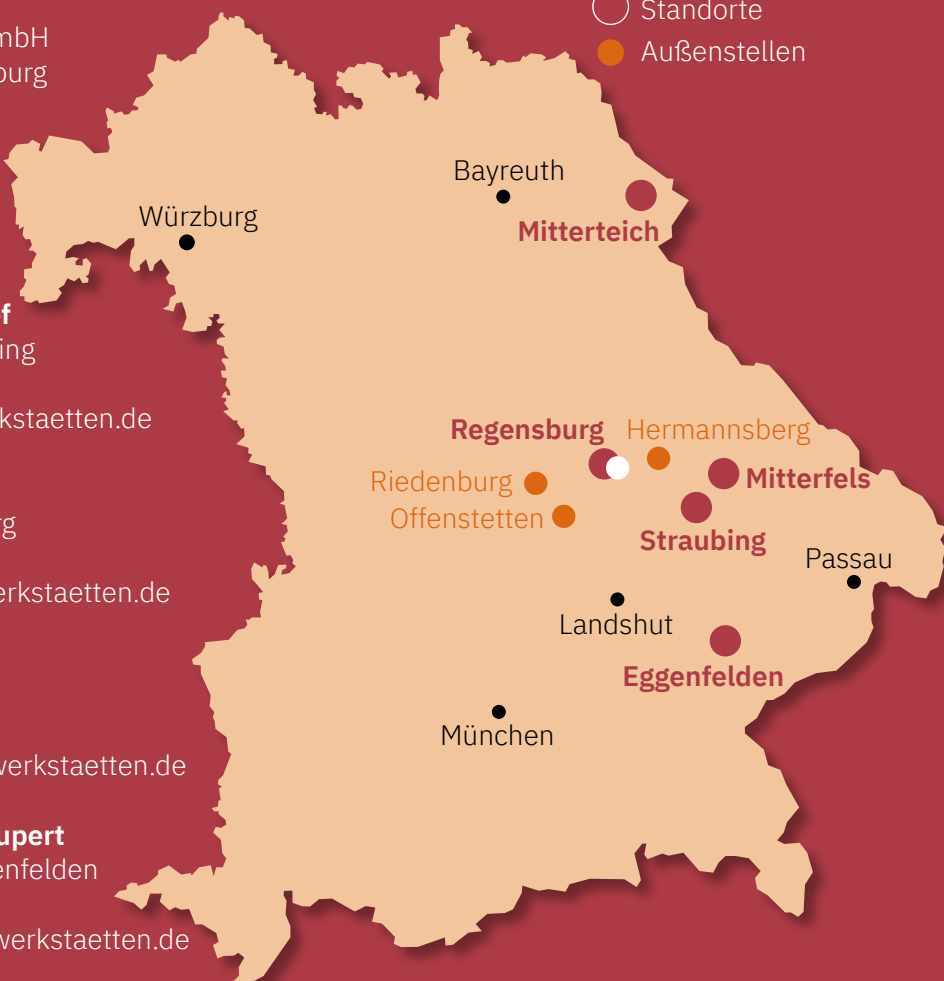 Standorte
Außenstellen
mbH
burg
f
ing
kstaetten.de
rg
erkstaetten.de
werkstaetten.de
upert
enfelden
werkstaetten.de
Bayreuth
Mitterteich
Würzburg
Regensburg
Hermannsberg
Riedenburg
Mitterfels
Offenstetten
Straubing
Passau
Landshut
Eggenfelden
München